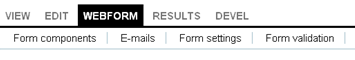 VIEW EDIT WEBFORM RESULTS DEVEL
Form components E-mails Form settings Form validation